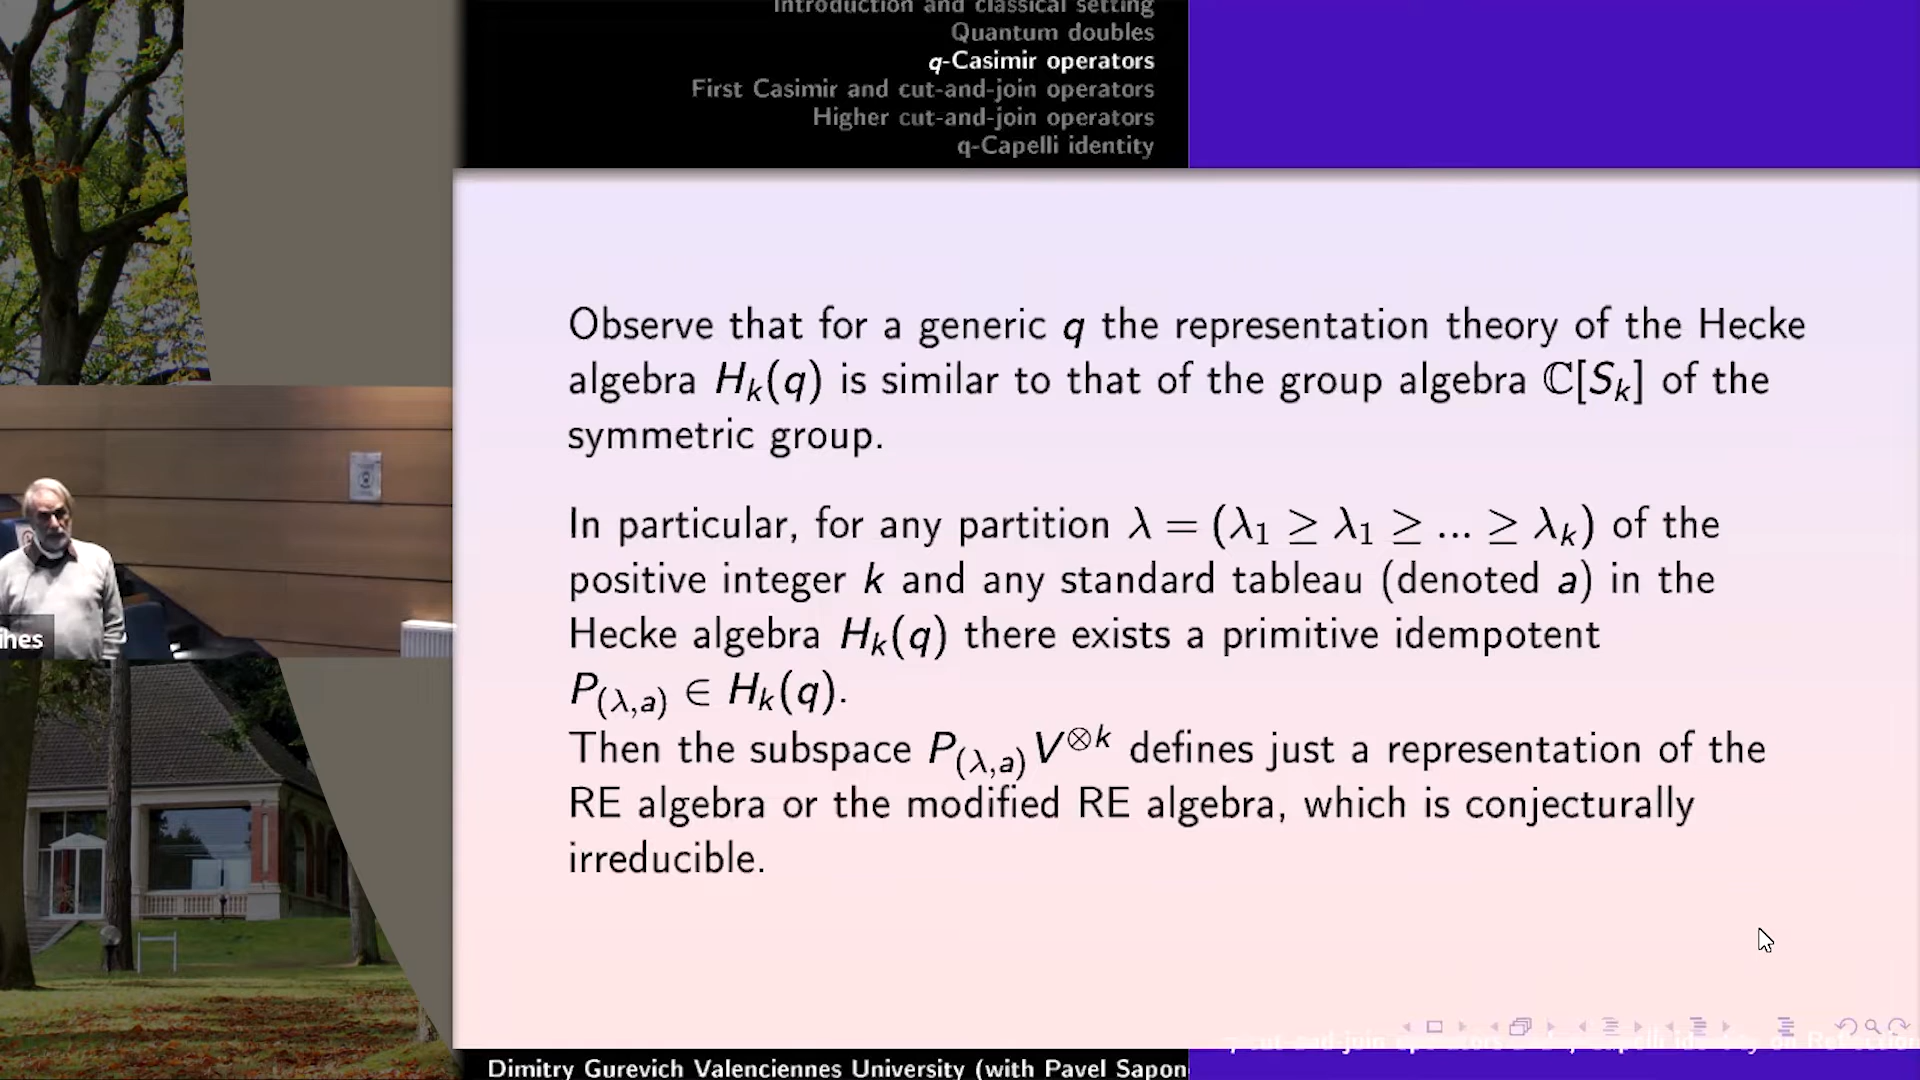 Introduction and classical setting
Quantum doubles
q-Casimir operators
First Casimir and cut-and-join operators
Higher cut-and-join operators
q-Capelli identity
Observe that for a generic q the representation theory of the Hecke
algebra H_k(q) is similar to that of the group algebra ℂ[S_k] of the
symmetric group.
In particular, for any partition λ = (λ₁ ≥ λ₁ ≥ ... ≥ λ_k) of the
positive integer k and any standard tableau (denoted a) in the
Hecke algebra H_k(q) there exists a primitive idempotent
P_(λ,a) ∈ H_k(q).
Then the subspace P_(λ,a) V^⊗k defines just a representation of the
RE algebra or the modified RE algebra, which is conjecturally
irreducible.
ihes
Dimitry Gurevich Valenciennes University (with Pavel Sapon